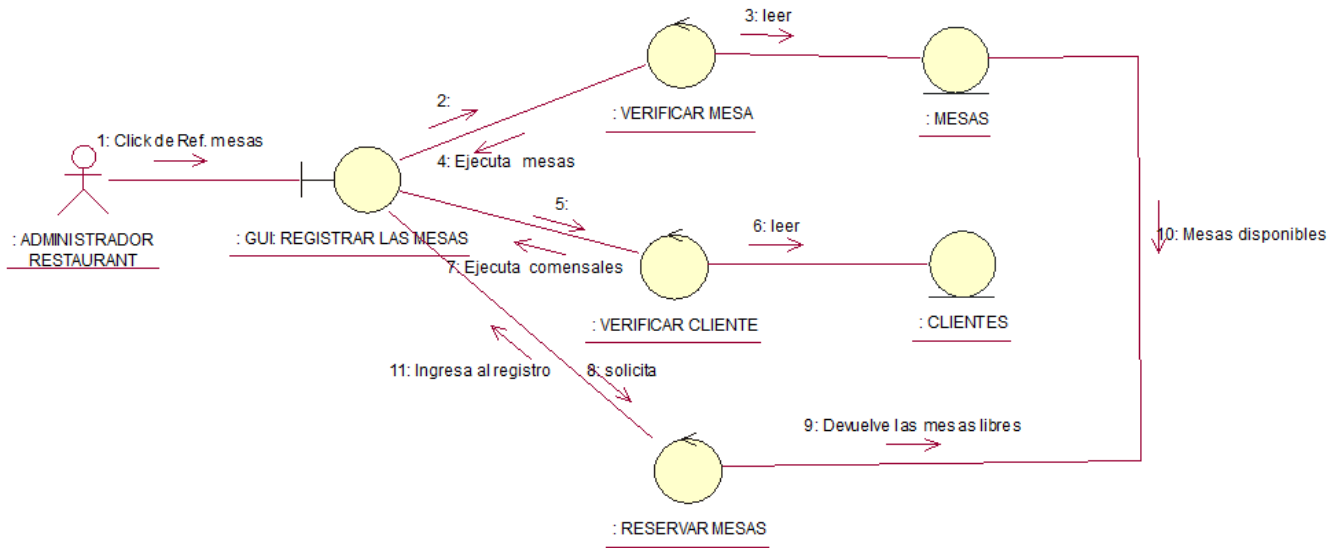 3: leer
2:
: VERIFICAR MESA
: MESAS
1: Click de Ref. mesas
4: Ejecuta mesas
5:
6: leer
10: Mesas disponibles
: ADMINISTRADOR
RESTAURANT
: GUI: REGISTRAR LAS MESAS
7: Ejecuta comensales
: VERIFICAR CLIENTE
: CLIENTES
11: Ingresa al registro
8: solicita
9: Devuelve las mesas libres
: RESERVAR MESAS